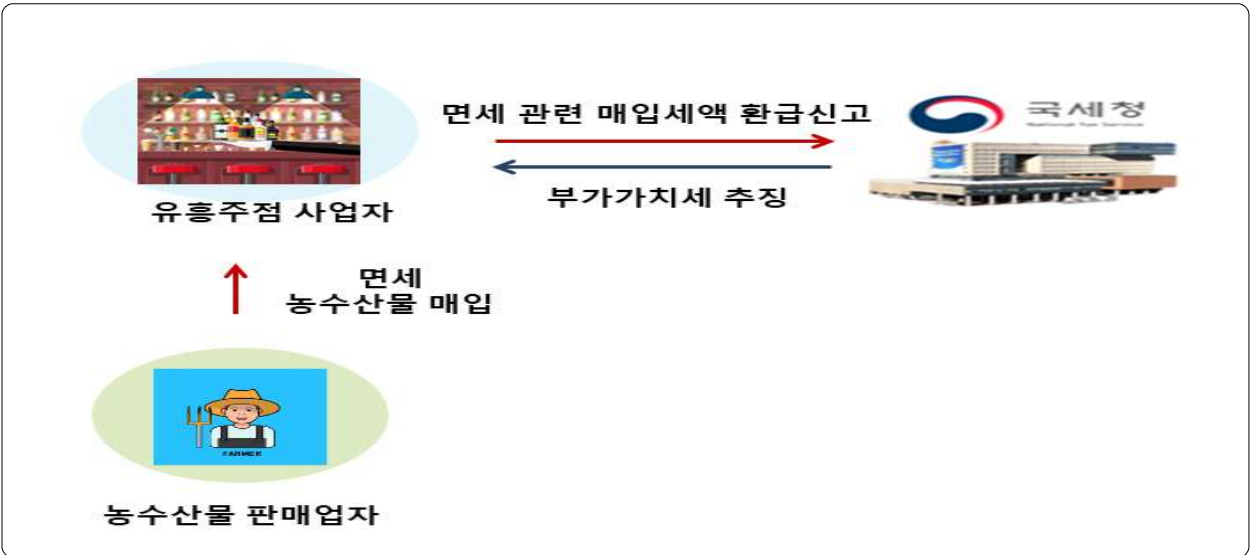 면세 관련 매입세액 환급신고
국세청
National Tax Service
부가가치세 추징
유흥주점 사업자
면세
농수산물 매입
FARMER
농수산물 판매업자